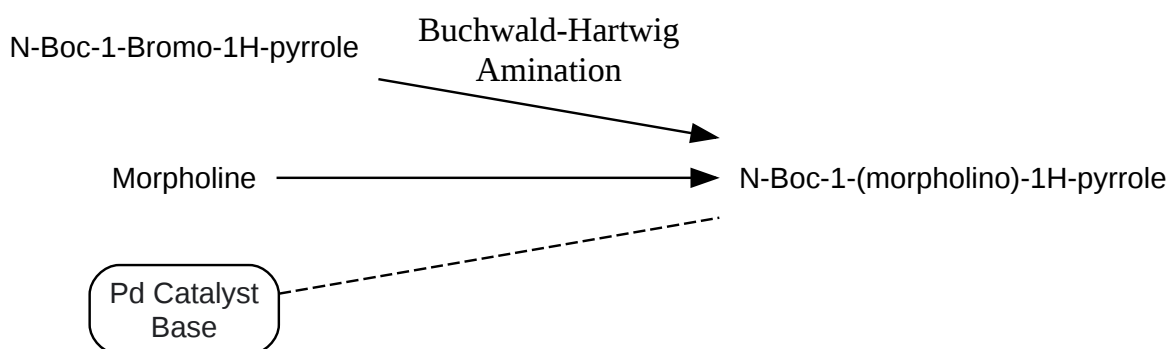 N-Boc-1-Bromo-1H-pyrrole
Buchwald-Hartwig
Amination
Morpholine
N-Boc-1-(morpholino)-1H-pyrrole
Pd Catalyst
Base